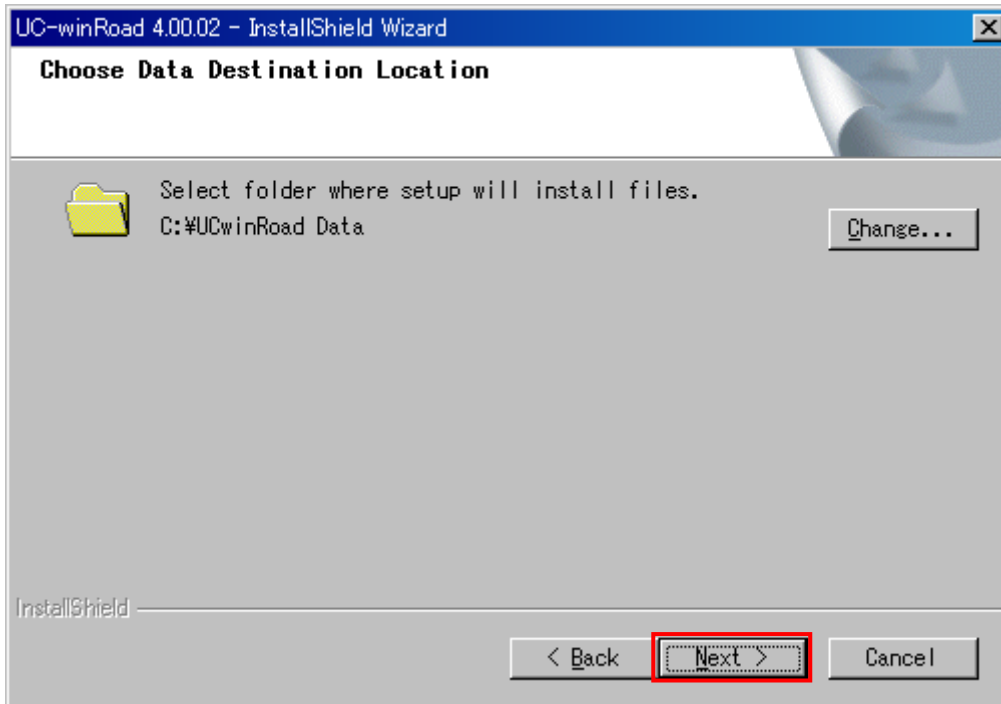 UC-winRoad 4.00.02 - InstallShield Wizard
Choose Data Destination Location
Select folder where setup will install files.
C:¥UCwinRoad Data
Change...
InstallShield
< Back
Next >
Cancel